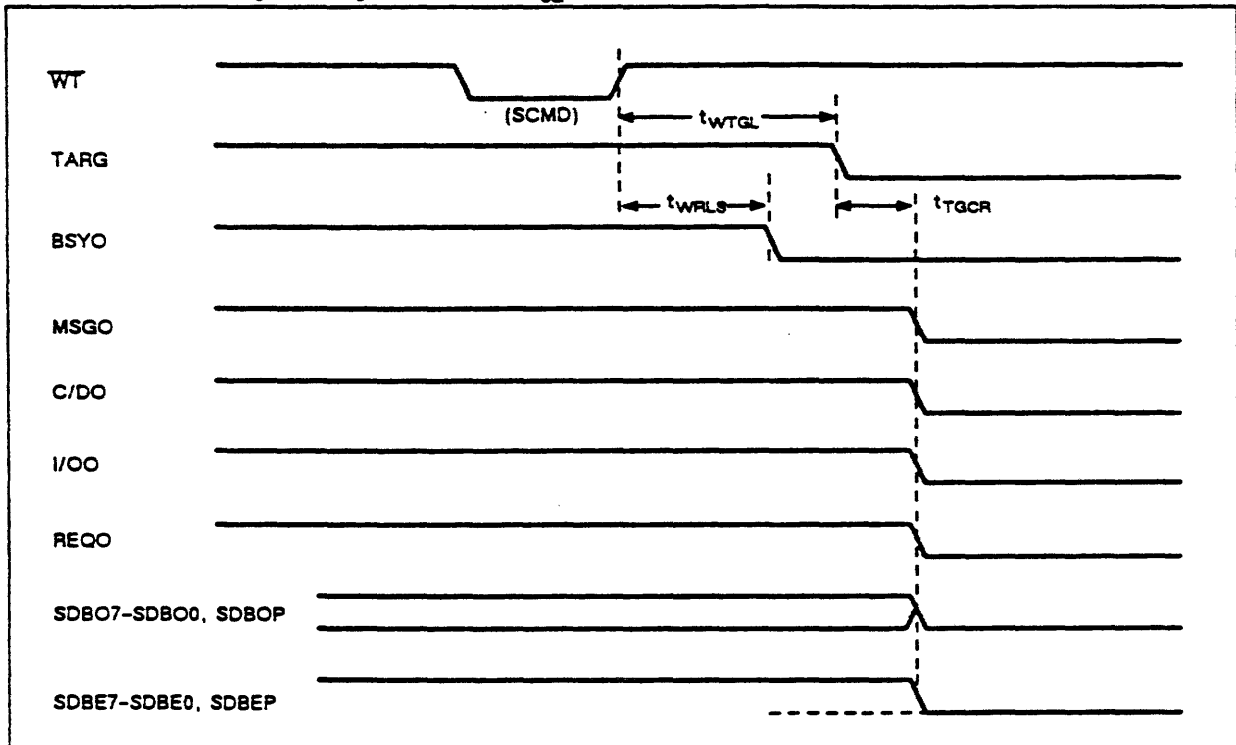 WT
(SCMD)
tWTGL
TARG
tWRLS
tTGCR
BSYO
MSGO
C/DO
I/OO
REQO
SDBO7-SDBO0, SDBOP
SDBE7-SDBE0, SDBEP